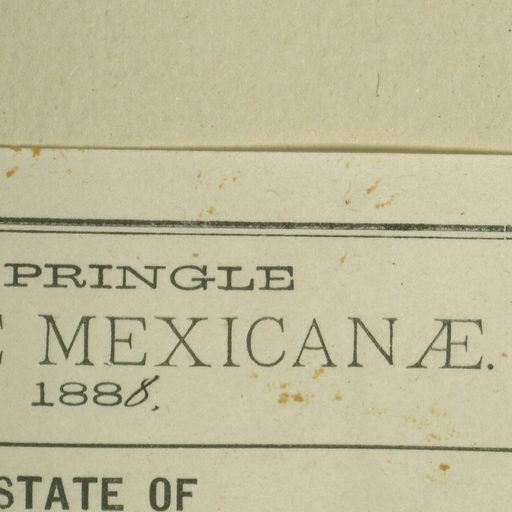 PRINGLE
MEXICANÆ.
1888.
STATE OF